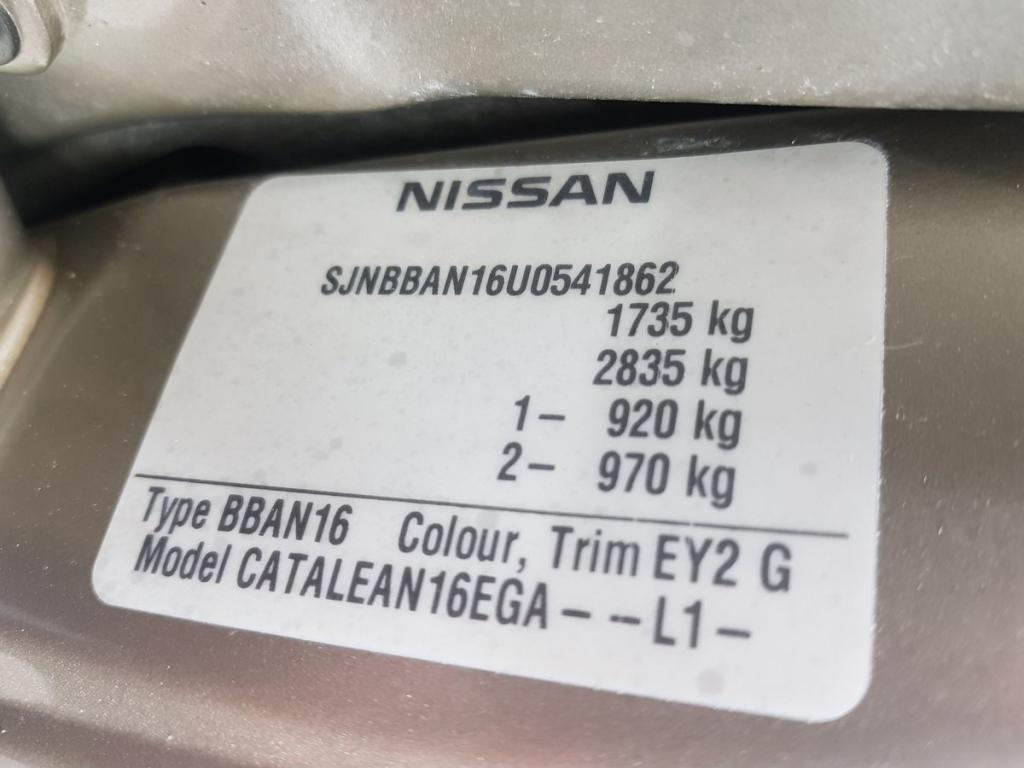 NISSAN
SJNBBAN16U0541862
1735 kg
2835 kg
1- 920 kg
2- 970 kg
Type BBAN16 Colour, Trim EY2 G
Model CATALEAN16EGA - --L1-